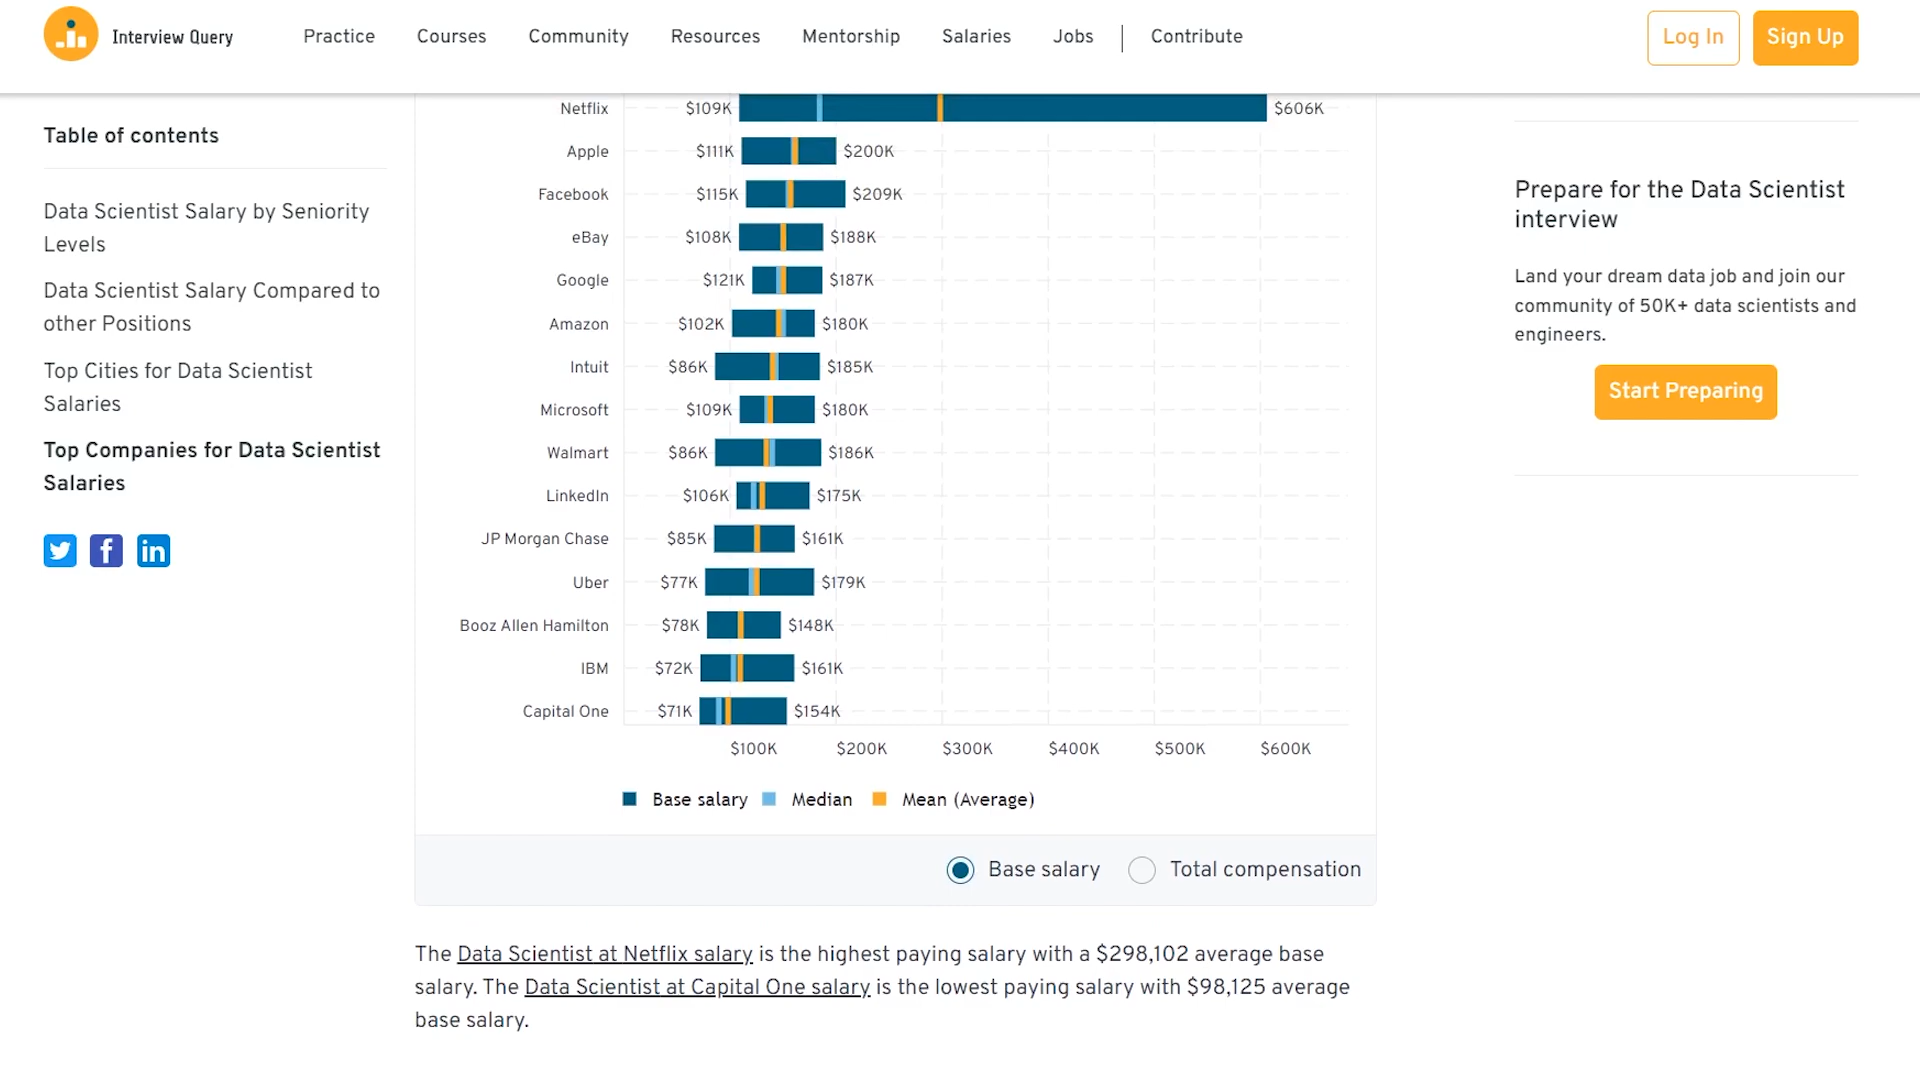 Interview Query
Practice
Courses
Community
Resources
Mentorship
Salaries
Jobs
Contribute
Log In
Sign Up
Table of contents
Data Scientist Salary by Seniority
Levels
Data Scientist Salary Compared to
other Positions
Top Cities for Data Scientist
Salaries
Top Companies for Data Scientist
Salaries
Netflix $109K $606K
Apple $111K $200K
Facebook $115K $209K
eBay $108K $188K
Google $121K $187K
Amazon $102K $180K
Intuit $86K $185K
Microsoft $109K $180K
Walmart $86K $186K
LinkedIn $106K $175K
JP Morgan Chase $85K $161K
Uber $77K $179K
Booz Allen Hamilton $78K $148K
IBM $72K $161K
Capital One $71K $154K
$100K $200K $300K $400K $500K $600K
Base salary Median Mean (Average)
Base salary Total compensation
The Data Scientist at Netflix salary is the highest paying salary with a $298,102 average base
salary. The Data Scientist at Capital One salary is the lowest paying salary with $98,125 average
base salary.
Prepare for the Data Scientist
interview
Land your dream data job and join our
community of 50K+ data scientists and
engineers.
Start Preparing